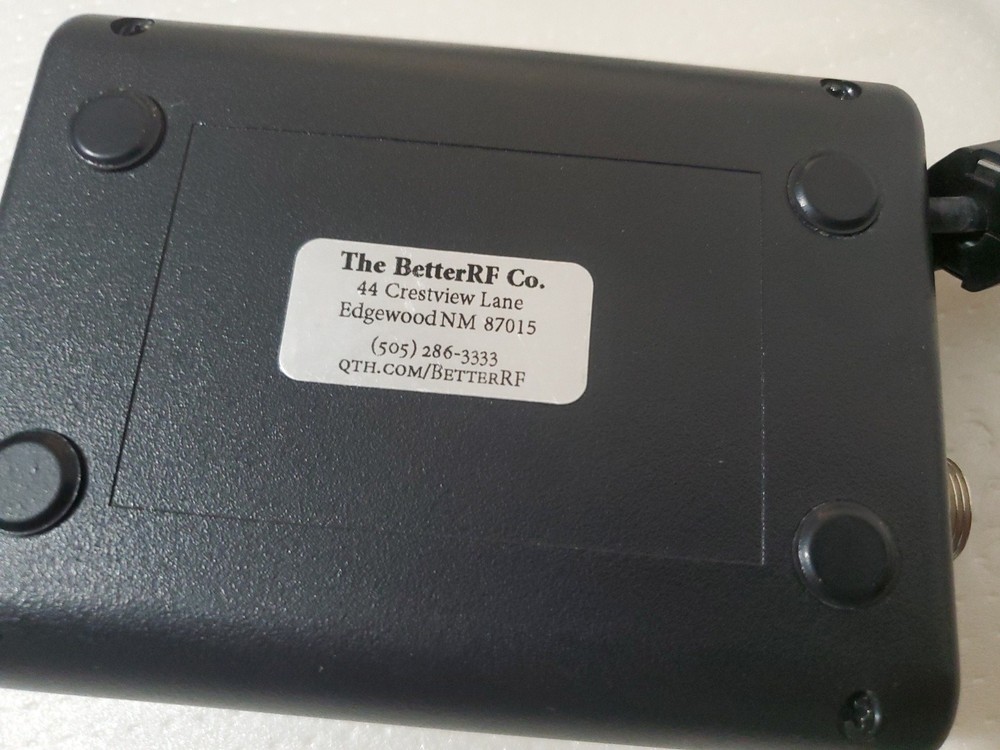 The BetterRF Co.
44 Crestview Lane
Edgewood NM 87015
(505) 286-3333
QTH.COM/BETTERRF